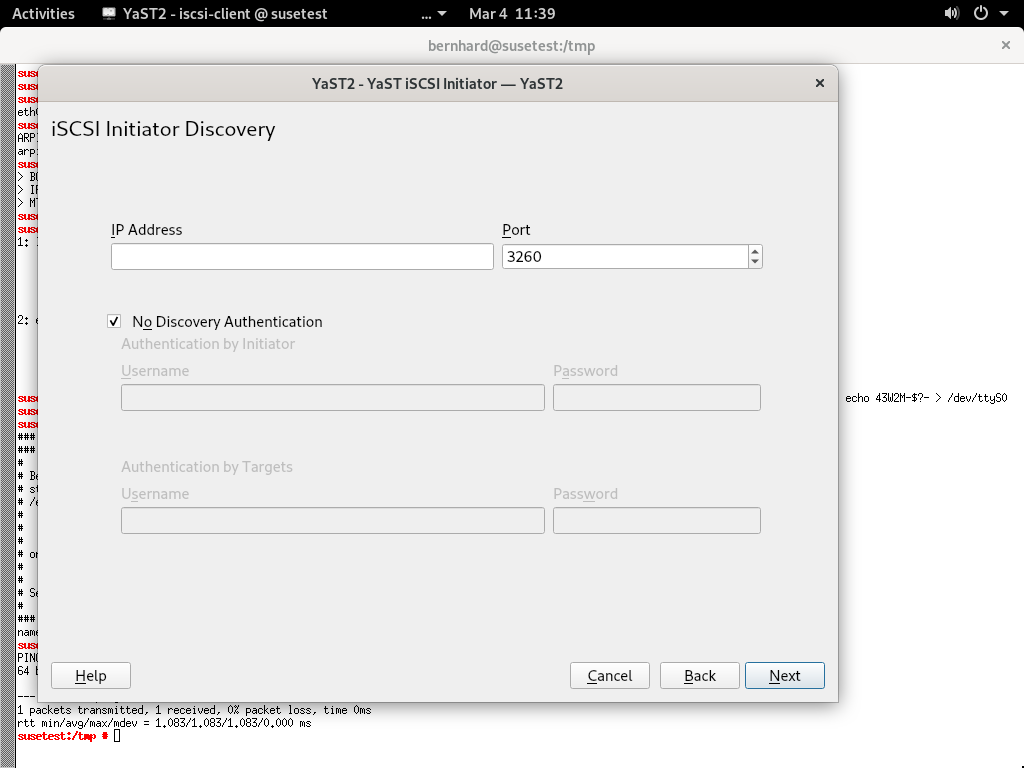 Activities YaST2 - iscsi-client @ susetest ... Mar 4 11:39
bernhard@susetest:/tmp
YaST2 - YaST iSCSI Initiator — YaST2
iSCSI Initiator Discovery
IP Address Port
3260
No Discovery Authentication
Authentication by Initiator
Username Password
Authentication by Targets
Username Password
Help Cancel Back Next
echo 43W2M-$?- > /dev/ttyS0
1 packets transmitted, 1 received, 0% packet loss, time 0ms
rtt min/avg/max/mdev = 1.083/1.083/1.083/0.000 ms
susetest:/tmp #